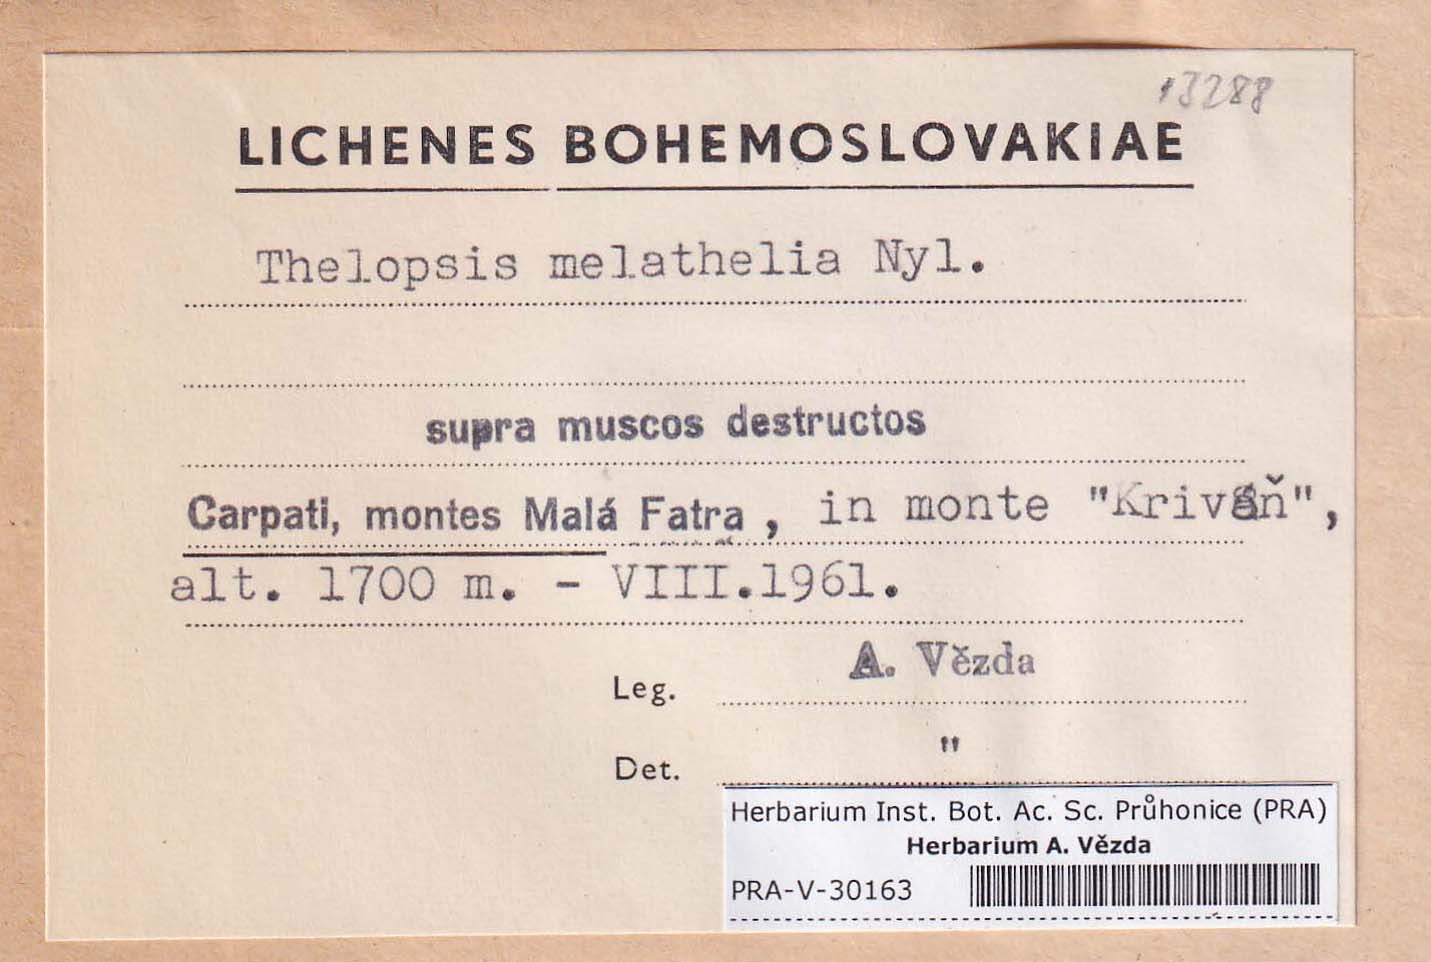 13288
LICHENES BOHEMOSLOVAKIAE
Thelopsis melathelia Nyl.
supra muscos destructos
Carpati, montes Malá Fatra, in monte "Kriváň",
alt. 1700 m. - VIII.1961.
Leg. A. Vězda
Det. "
Herbarium Inst. Bot. Ac. Sc. Průhonice (PRA)
Herbarium A. Vězda
PRA-V-30163